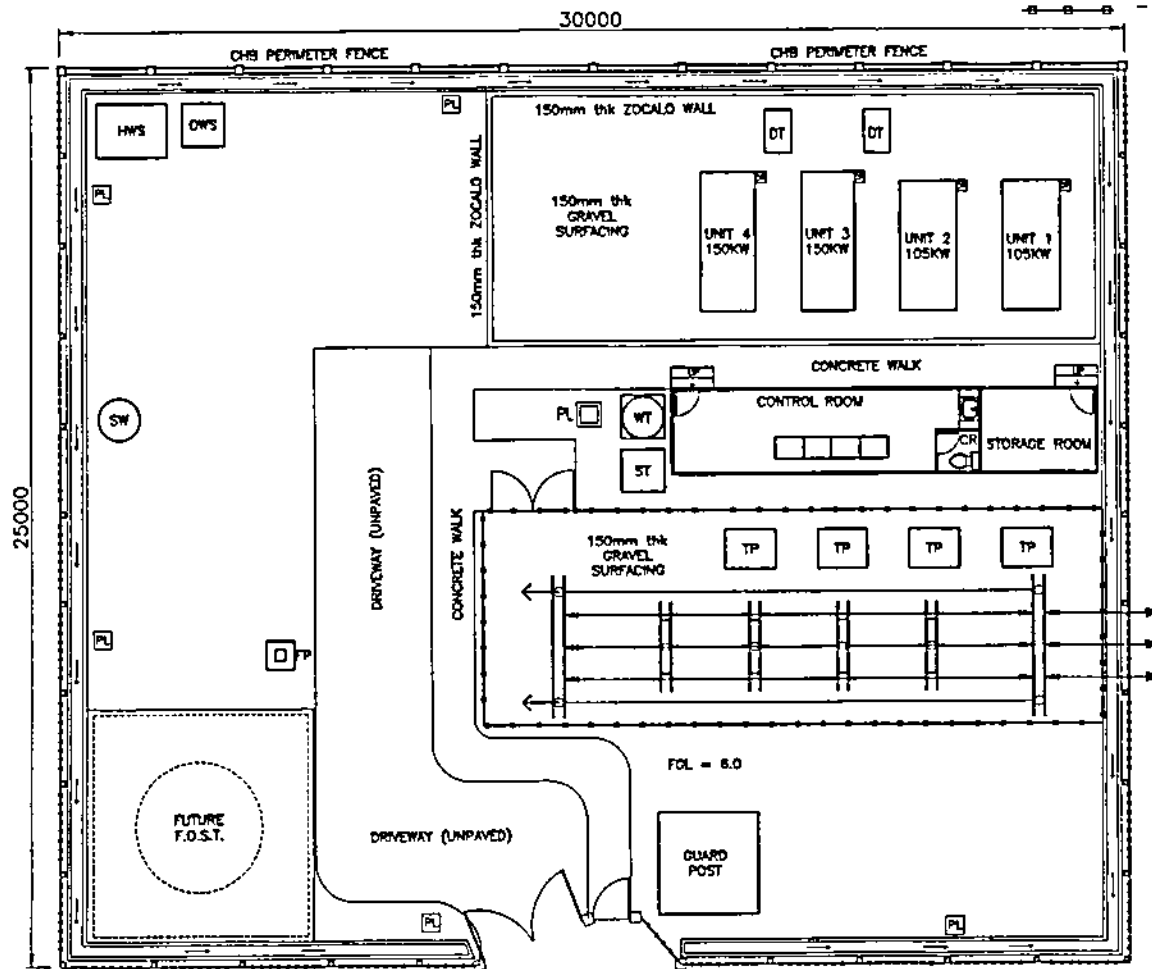 30000
CHB PERIMETER FENCE
CHB PERIMETER FENCE
HWS
OWS
PL
150mm thk ZOCALO WALL
DT
DT
PL
150mm thk ZOCALO WALL
150mm thk
GRAVEL
SURFACING
UNIT 4
150KW
UNIT 3
150KW
UNIT 2
105KW
UNIT 1
105KW
CONCRETE WALK
UP
UP
SW
PL
WT
CONTROL ROOM
CR
STORAGE ROOM
ST
25000
DRIVEWAY (UNPAVED)
CONCRETE WALK
150mm thk
GRAVEL
SURFACING
TP
TP
TP
TP
PL
FP
FGL = 6.0
FUTURE
F.O.S.T.
DRIVEWAY (UNPAVED)
GUARD
POST
PL
PL